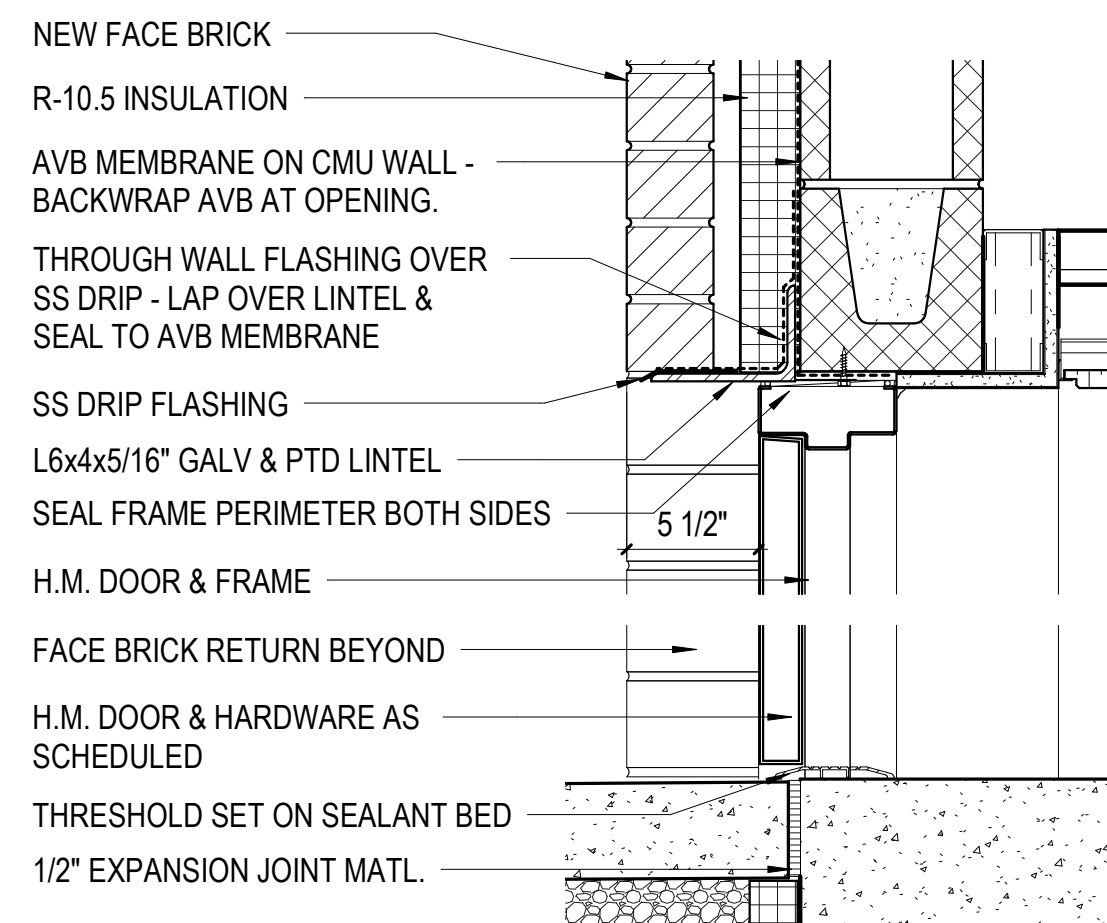 NEW FACE BRICK
R-10.5 INSULATION
AVB MEMBRANE ON CMU WALL -
BACKWRAP AVB AT OPENING.
THROUGH WALL FLASHING OVER
SS DRIP - LAP OVER LINTEL &
SEAL TO AVB MEMBRANE
SS DRIP FLASHING
L6x4x5/16" GALV & PTD LINTEL
SEAL FRAME PERIMETER BOTH SIDES
5 1/2"
H.M. DOOR & FRAME
FACE BRICK RETURN BEYOND
H.M. DOOR & HARDWARE AS
SCHEDULED
THRESHOLD SET ON SEALANT BED
1/2" EXPANSION JOINT MATL.